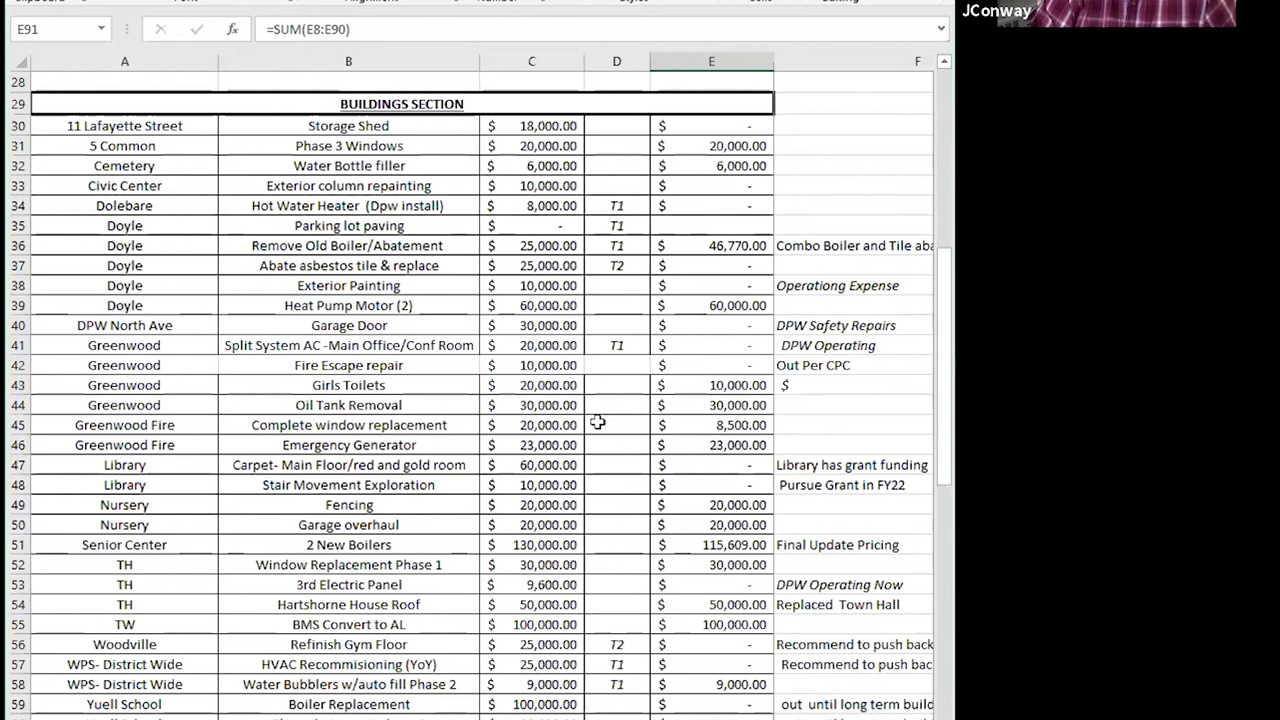 JConway
E91 fx =SUM(E8:E90)
A B C D E F
28
29 BUILDINGS SECTION
30 11 Lafayette Street Storage Shed $ 18,000.00 $ -
31 5 Common Phase 3 Windows $ 20,000.00 $ 20,000.00
32 Cemetery Water Bottle filler $ 6,000.00 $ 6,000.00
33 Civic Center Exterior column repainting $ 10,000.00 $ -
34 Dolebare Hot Water Heater (Dpw install) $ 8,000.00 T1 $ -
35 Doyle Parking lot paving $ - T1
36 Doyle Remove Old Boiler/Abatement $ 25,000.00 T1 $ 46,770.00 Combo Boiler and Tile aba
37 Doyle Abate asbestos tile & replace $ 25,000.00 T2 $ -
38 Doyle Exterior Painting $ 10,000.00 $ - Operationg Expense
39 Doyle Heat Pump Motor (2) $ 60,000.00 $ 60,000.00
40 DPW North Ave Garage Door $ 30,000.00 $ - DPW Safety Repairs
41 Greenwood Split System AC -Main Office/Conf Room $ 20,000.00 T1 $ - DPW Operating
42 Greenwood Fire Escape repair $ 10,000.00 $ - Out Per CPC
43 Greenwood Girls Toilets $ 20,000.00 $ 10,000.00 $
44 Greenwood Oil Tank Removal $ 30,000.00 $ 30,000.00
45 Greenwood Fire Complete window replacement $ 20,000.00 $ 8,500.00
46 Greenwood Fire Emergency Generator $ 23,000.00 $ 23,000.00
47 Library Carpet- Main Floor/red and gold room $ 60,000.00 $ - Library has grant funding
48 Library Stair Movement Exploration $ 10,000.00 $ - Pursue Grant in FY22
49 Nursery Fencing $ 20,000.00 $ 20,000.00
50 Nursery Garage overhaul $ 20,000.00 $ 20,000.00
51 Senior Center 2 New Boilers $ 130,000.00 $ 115,609.00 Final Update Pricing
52 TH Window Replacement Phase 1 $ 30,000.00 $ 30,000.00
53 TH 3rd Electric Panel $ 9,600.00 $ - DPW Operating Now
54 TH Hartshorne House Roof $ 50,000.00 $ 50,000.00 Replaced Town Hall
55 TW BMS Convert to AL $ 100,000.00 $ 100,000.00
56 Woodville Refinish Gym Floor $ 25,000.00 T2 $ - Recommend to push back
57 WPS- District Wide HVAC Recommisioning (YoY) $ 25,000.00 T1 $ - Recommend to push bac
58 WPS- District Wide Water Bubblers w/auto fill Phase 2 $ 9,000.00 T1 $ 9,000.00
59 Yuell School Boiler Replacement $ 100,000.00 $ - out until long term build